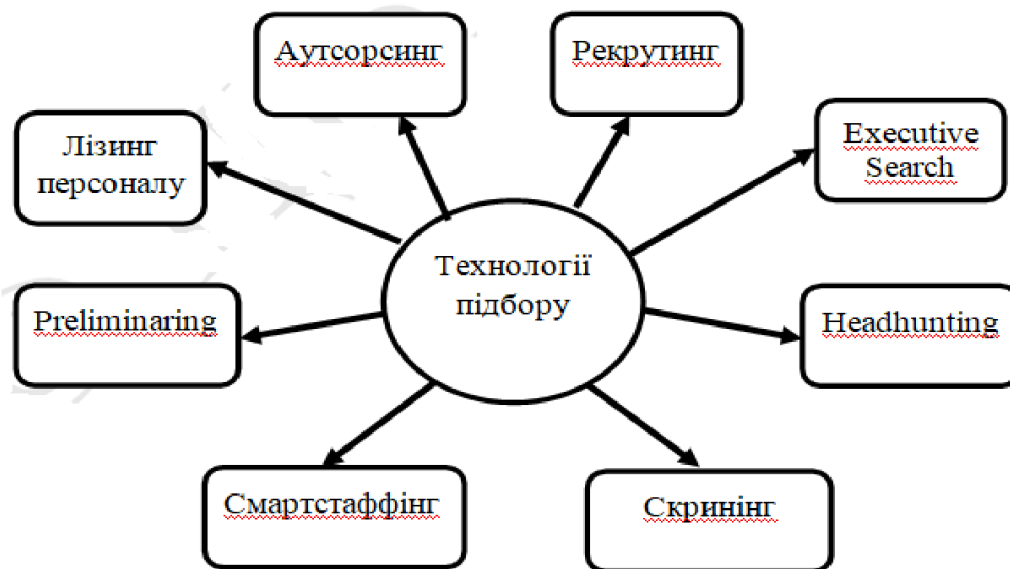 Аутсорсинг
Рекрутинг
Лізинг
персоналу
Executive
Search
Технології
підбору
Preliminaring
Headhunting
Смартстаффінг
Скринінг